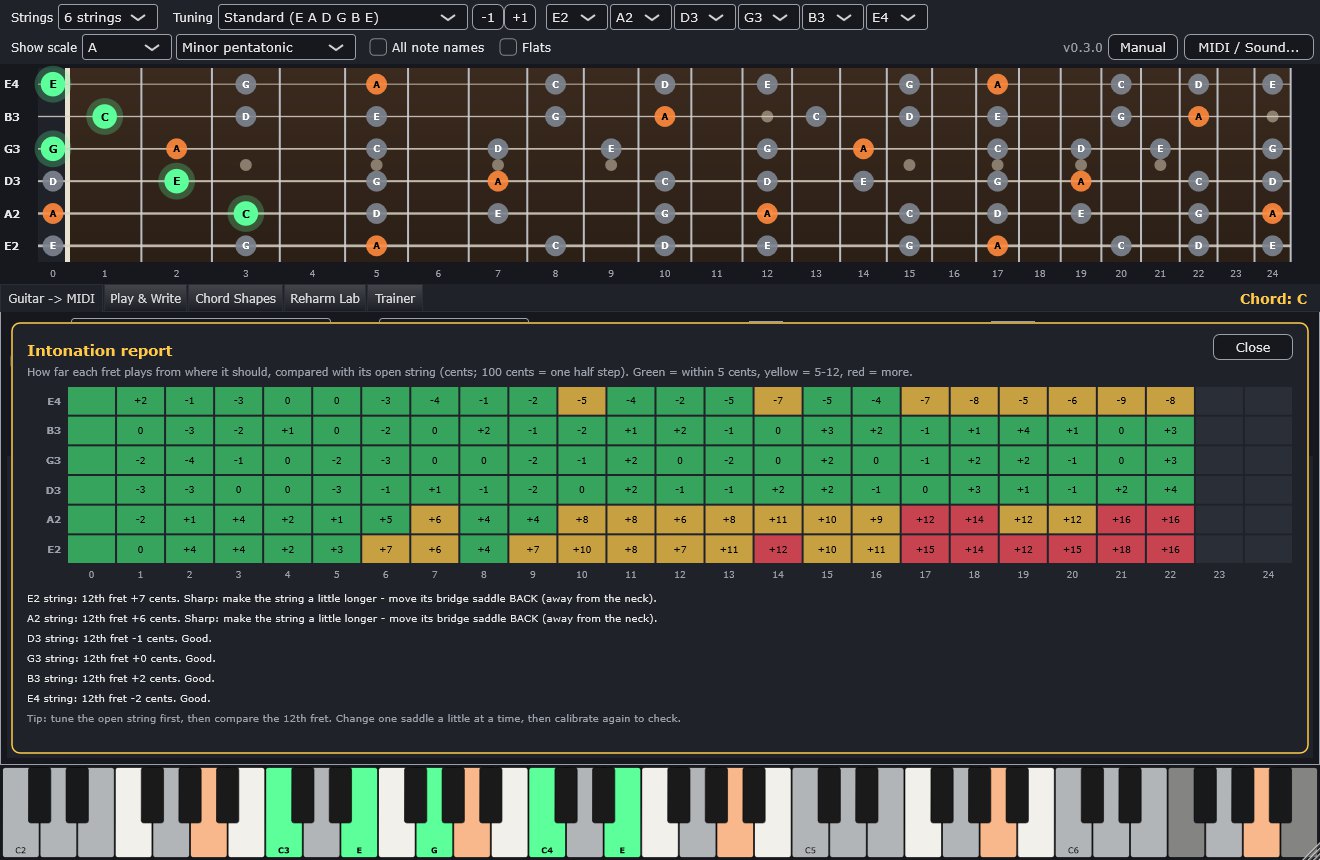 Strings 6 strings Tuning Standard (E A D G B E) -1 +1 E2 A2 D3 G3 B3 E4
Show scale A Minor pentatonic All note names Flats v0.3.0 Manual MIDI / Sound...
E4 E G A C D E G A C D E
B3 C D E G A C D E G A
G3 G A C D E G A C D E G
D3 D E G A C D E G A C D
A2 A C D E G A C D E G A
E2 E G A C D E G A C D E
0 1 2 3 4 5 6 7 8 9 10 11 12 13 14 15 16 17 18 19 20 21 22 23 24
Guitar -> MIDI Play & Write Chord Shapes Reharm Lab Trainer Chord: C
Intonation report Close
How far each fret plays from where it should, compared with its open string (cents; 100 cents = one half step). Green = within 5 cents, yellow = 5-12, red = more.
E4 +2 -1 -3 0 0 -3 -4 -1 -2 -5 -4 -2 -5 -7 -5 -4 -7 -8 -5 -6 -9 -8
B3 0 -3 -2 +1 0 -2 0 +2 -1 -2 +1 +2 -1 0 +3 +2 -1 +1 +4 +1 0 +3
G3 -2 -4 -1 0 -2 -3 0 0 -2 -1 +2 0 -2 0 +2 0 -1 +2 +2 -1 0 +3
D3 -3 -3 0 0 -3 -1 +1 -1 -2 0 +2 -1 -1 +2 +2 -1 0 +3 +1 -1 +2 +4
A2 -2 +1 +4 +2 +1 +5 +6 +4 +4 +8 +8 +6 +8 +11 +10 +9 +12 +14 +12 +12 +16 +16
E2 0 +4 +4 +2 +3 +7 +6 +4 +7 +10 +8 +7 +11 +12 +10 +11 +15 +14 +12 +15 +18 +16
0 1 2 3 4 5 6 7 8 9 10 11 12 13 14 15 16 17 18 19 20 21 22 23 24
E2 string: 12th fret +7 cents. Sharp: make the string a little longer - move its bridge saddle BACK (away from the neck).
A2 string: 12th fret +6 cents. Sharp: make the string a little longer - move its bridge saddle BACK (away from the neck).
D3 string: 12th fret -1 cents. Good.
G3 string: 12th fret +0 cents. Good.
B3 string: 12th fret +2 cents. Good.
E4 string: 12th fret -2 cents. Good.
Tip: tune the open string first, then compare the 12th fret. Change one saddle a little at a time, then calibrate again to check.
C2 C3 E G C4 E C5 C6